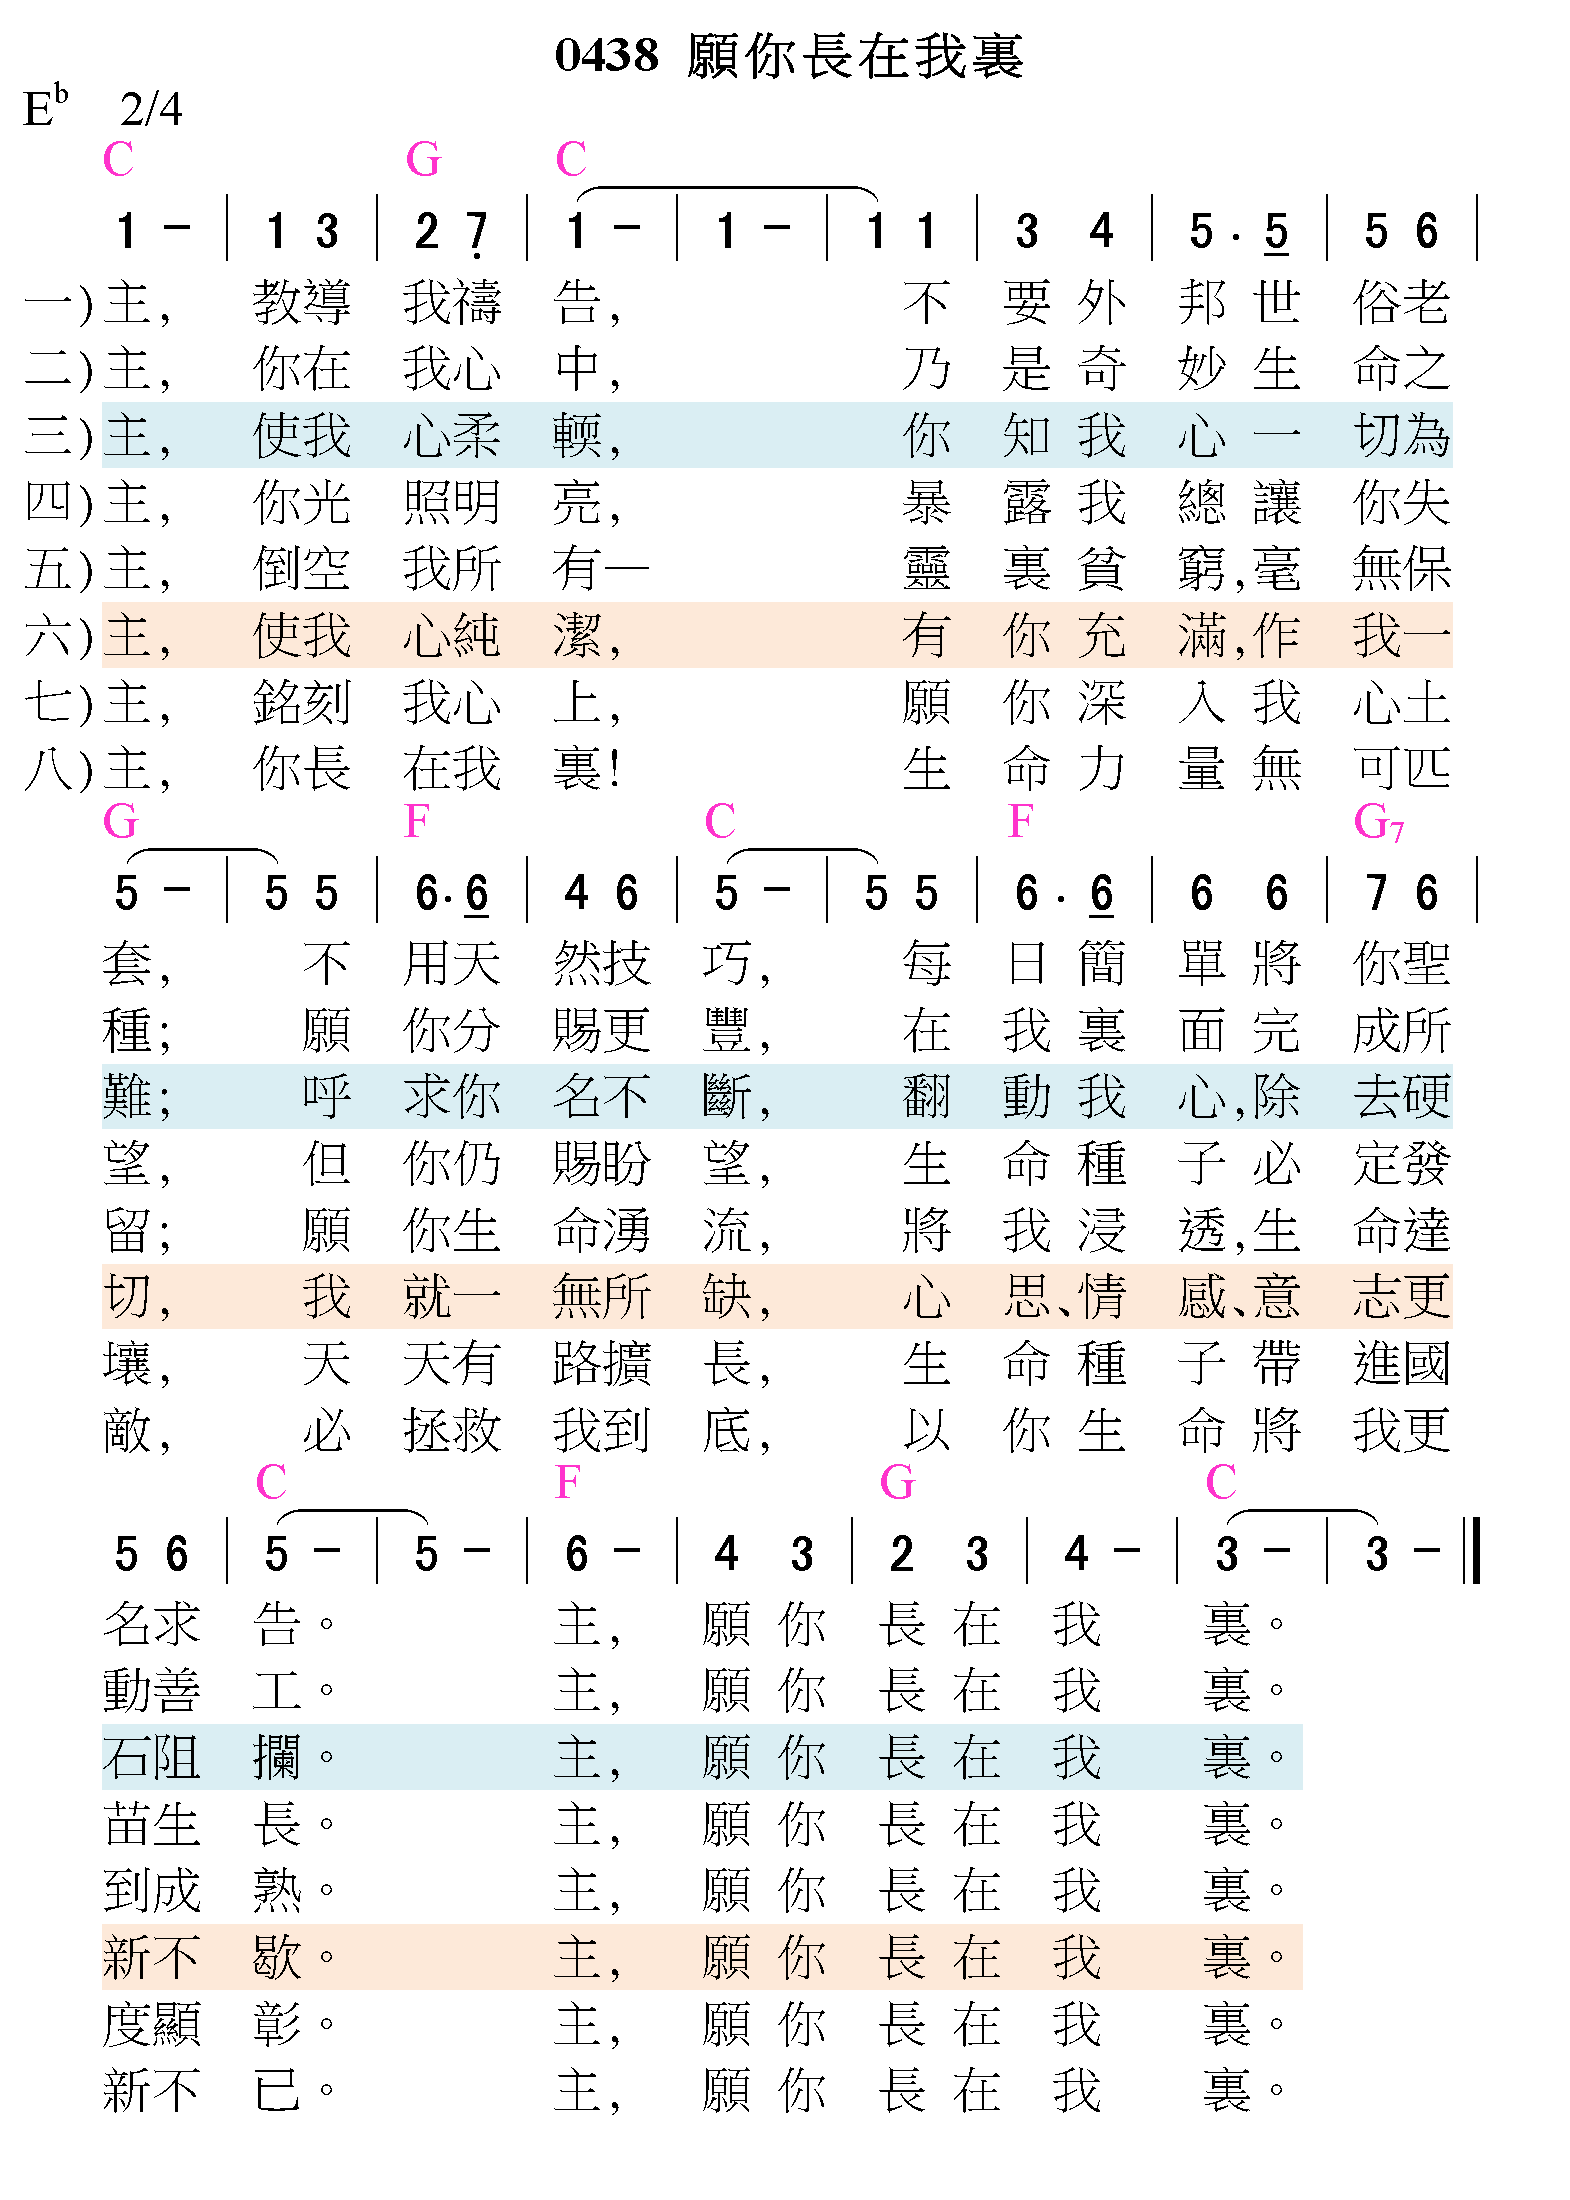 0438 願你長在我裏
E♭ 2/4
C G C
1 - | 1 3 | 2 7̣ | 1 - | 1 - | 1 1 | 3 4 | 5 . 5 | 5 6 |
一)主, 教導 我禱 告, 不 要 外 邦 世 俗老
二)主, 你在 我心 中, 乃 是 奇 妙 生 命之
三)主, 使我 心柔 輭, 你 知 我 心 一 切為
四)主, 你光 照明 亮, 暴 露 我 總 讓 你失
五)主, 倒空 我所 有— 靈 裏 貧 窮,毫 無保
六)主, 使我 心純 潔, 有 你 充 滿,作 我一
七)主, 銘刻 我心 上, 願 你 深 入 我 心土
八)主, 你長 在我 裏! 生 命 力 量 無 可匹
G F C F G₇
5 - | 5 5 | 6 . 6 | 4 6 | 5 - | 5 5 | 6 . 6 | 6 6 | 7 6 |
套, 不 用天 然技 巧, 每 日 簡 單 將 你聖
種; 願 你分 賜更 豐, 在 我 裏 面 完 成所
難; 呼 求你 名不 斷, 翻 動 我 心,除 去硬
望, 但 你仍 賜盼 望, 生 命 種 子 必 定發
留; 願 你生 命湧 流, 將 我 浸 透,生 命達
切, 我 就一 無所 缺, 心 思、情 感、意 志更
壤, 天 天有 路擴 長, 生 命 種 子 帶 進國
敵, 必 拯救 我到 底, 以 你 生 命 將 我更
C F G C
5 6 | 5 - | 5 - | 6 - | 4 3 | 2 3 | 4 - | 3 - | 3 - ‖
名求 告。 主, 願 你 長 在 我 裏。
動善 工。 主, 願 你 長 在 我 裏。
石阻 攔。 主, 願 你 長 在 我 裏。
苗生 長。 主, 願 你 長 在 我 裏。
到成 熟。 主, 願 你 長 在 我 裏。
新不 歇。 主, 願 你 長 在 我 裏。
度顯 彰。 主, 願 你 長 在 我 裏。
新不 已。 主, 願 你 長 在 我 裏。